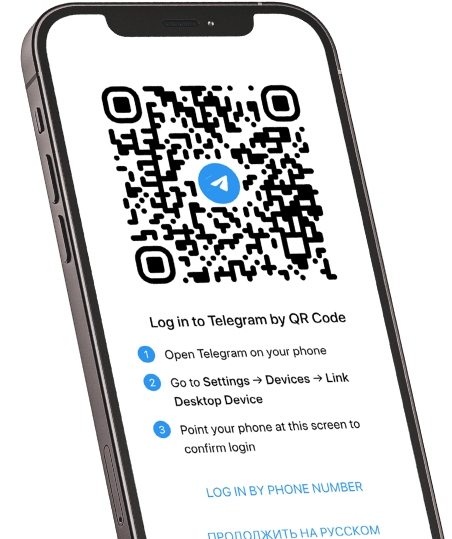 Log in to Telegram by QR Code
1 Open Telegram on your phone
2 Go to Settings → Devices → Link
Desktop Device
3 Point your phone at this screen to
confirm login
LOG IN BY PHONE NUMBER
ПРОДОЛЖИТЬ НА РУССКОМ